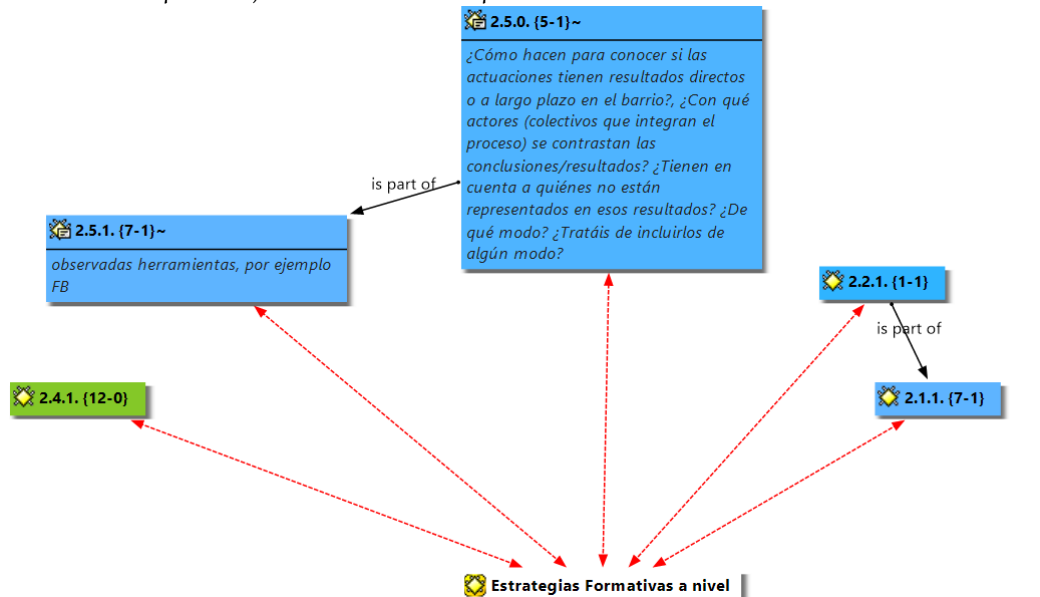 2.5.0. {5-1}~
¿Cómo hacen para conocer si las
actuaciones tienen resultados directos
o a largo plazo en el barrio?, ¿Con qué
actores (colectivos que integran el
proceso) se contrastan las
conclusiones/resultados? ¿Tienen en
cuenta a quiénes no están
representados en esos resultados? ¿De
qué modo? ¿Tratáis de incluirlos de
algún modo?
is part of
2.5.1. {7-1}~
observadas herramientas, por ejemplo
FB
2.2.1. {1-1}
is part of
2.4.1. {12-0}
2.1.1. {7-1}
Estrategias Formativas a nivel